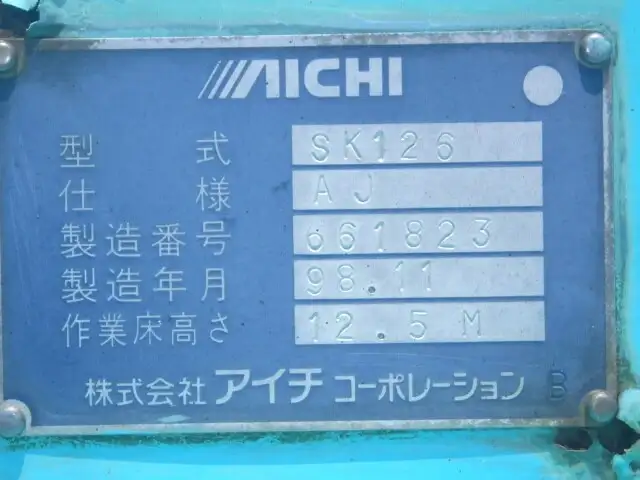 AICHI
型式 SK126
仕様 AJ
製造番号 661823
製造年月 98.11
作業床高さ 12.5M
株式会社 アイチ コーポレーション B